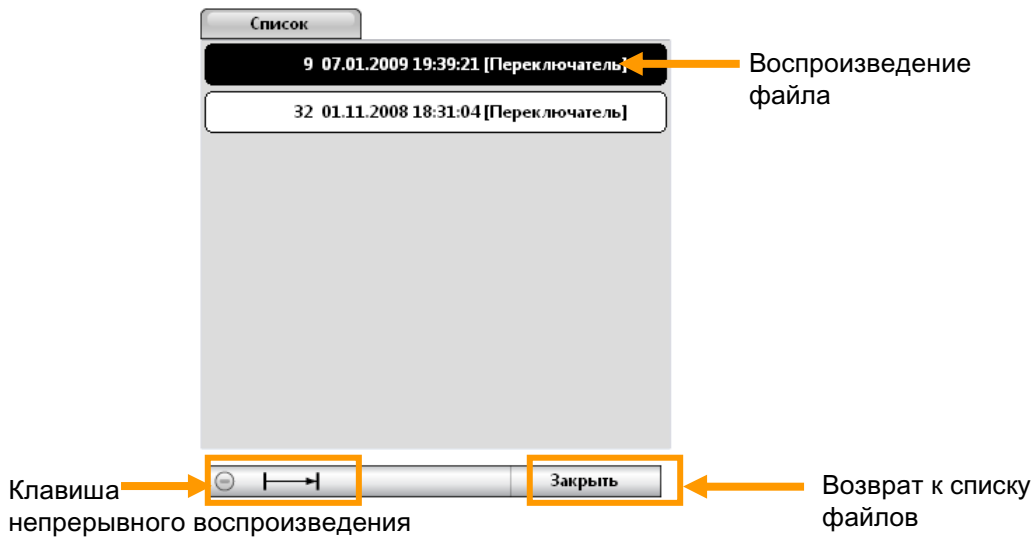 Список
9 07.01.2009 19:39:21 [Переключатель]
Воспроизведение
файла
32 01.11.2008 18:31:04 [Переключатель]
Закрыть
Клавиша
непрерывного воспроизведения
Возврат к списку
файлов